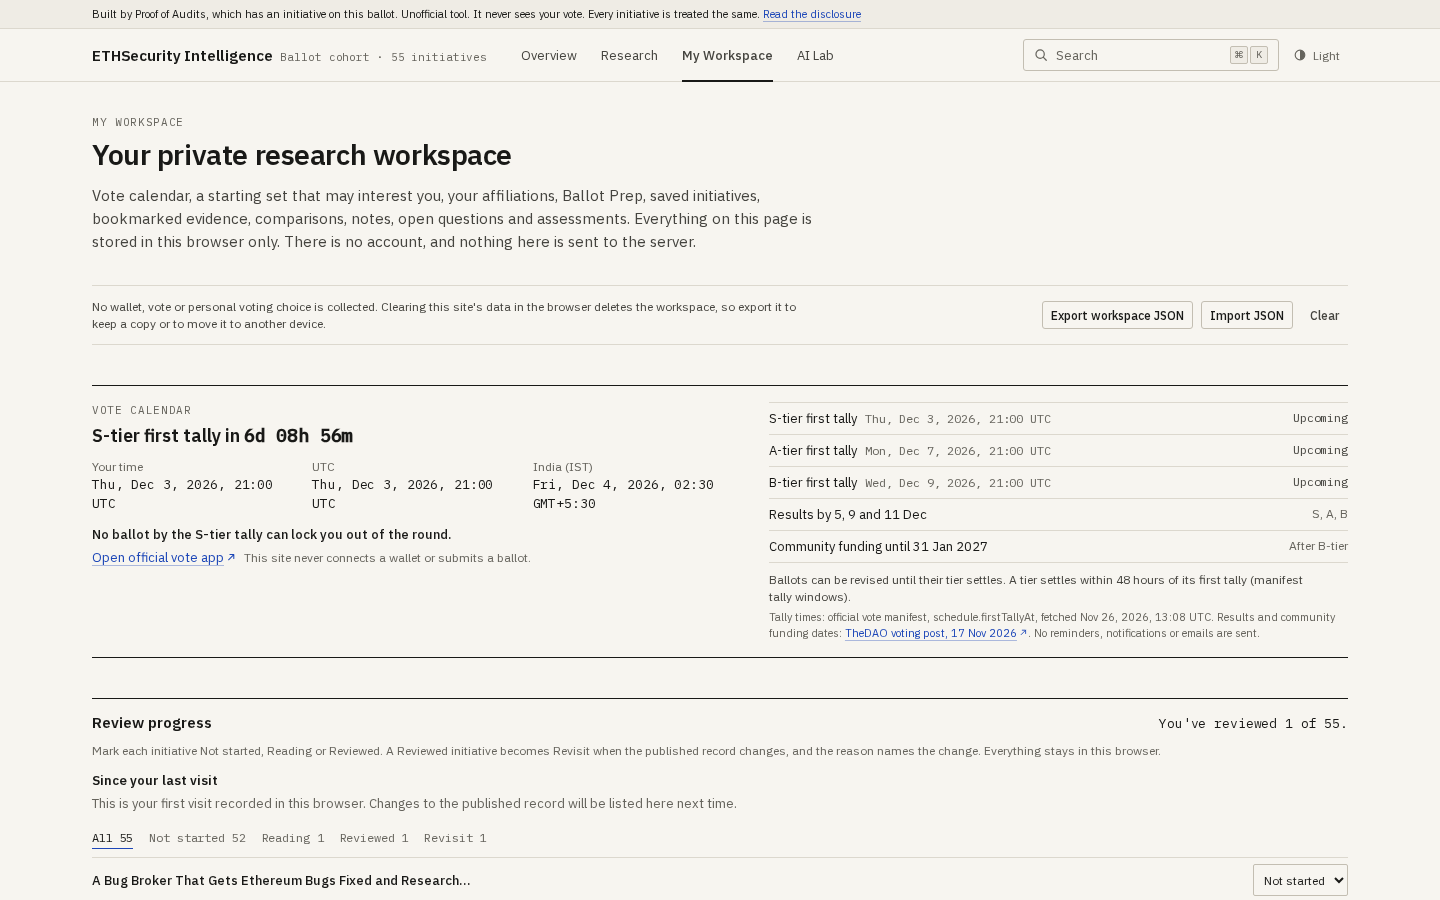 Built by Proof of Audits, which has an initiative on this ballot. Unofficial tool. It never sees your vote. Every initiative is treated the same. Read the disclosure
ETHSecurity Intelligence Ballot cohort · 55 initiatives Overview Research My Workspace AI Lab Search ⌘ K Light
MY WORKSPACE
Your private research workspace
Vote calendar, a starting set that may interest you, your affiliations, Ballot Prep, saved initiatives,
bookmarked evidence, comparisons, notes, open questions and assessments. Everything on this page is
stored in this browser only. There is no account, and nothing here is sent to the server.
No wallet, vote or personal voting choice is collected. Clearing this site's data in the browser deletes the workspace, so export it to
keep a copy or to move it to another device.
Export workspace JSON Import JSON Clear
VOTE CALENDAR
S-tier first tally in 6d 08h 56m
Your time
Thu, Dec 3, 2026, 21:00
UTC
UTC
Thu, Dec 3, 2026, 21:00
UTC
India (IST)
Fri, Dec 4, 2026, 02:30
GMT+5:30
No ballot by the S-tier tally can lock you out of the round.
Open official vote app ↗ This site never connects a wallet or submits a ballot.
S-tier first tally Thu, Dec 3, 2026, 21:00 UTC Upcoming
A-tier first tally Mon, Dec 7, 2026, 21:00 UTC Upcoming
B-tier first tally Wed, Dec 9, 2026, 21:00 UTC Upcoming
Results by 5, 9 and 11 Dec S, A, B
Community funding until 31 Jan 2027 After B-tier
Ballots can be revised until their tier settles. A tier settles within 48 hours of its first tally (manifest
tally windows).
Tally times: official vote manifest, schedule.firstTallyAt, fetched Nov 26, 2026, 13:08 UTC. Results and community
funding dates: TheDAO voting post, 17 Nov 2026 ↗. No reminders, notifications or emails are sent.
Review progress You've reviewed 1 of 55.
Mark each initiative Not started, Reading or Reviewed. A Reviewed initiative becomes Revisit when the published record changes, and the reason names the change. Everything stays in this browser.
Since your last visit
This is your first visit recorded in this browser. Changes to the published record will be listed here next time.
All 55 Not started 52 Reading 1 Reviewed 1 Revisit 1
A Bug Broker That Gets Ethereum Bugs Fixed and Research... Not started